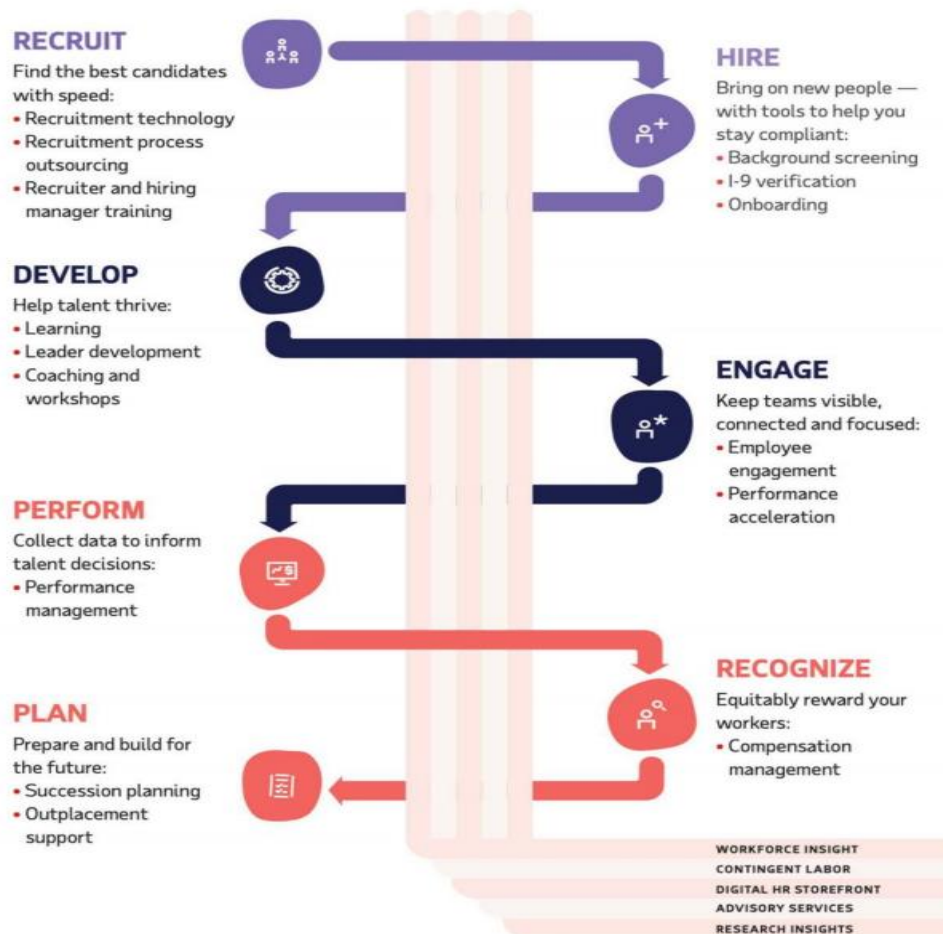 RECRUIT
Find the best candidates
with speed:
• Recruitment technology
• Recruitment process
outsourcing
• Recruiter and hiring
manager training
HIRE
Bring on new people —
with tools to help you
stay compliant:
• Background screening
• I-9 verification
• Onboarding
DEVELOP
Help talent thrive:
• Learning
• Leader development
• Coaching and
workshops
ENGAGE
Keep teams visible,
connected and focused:
• Employee
engagement
• Performance
acceleration
PERFORM
Collect data to inform
talent decisions:
• Performance
management
RECOGNIZE
Equitably reward your
workers:
• Compensation
management
PLAN
Prepare and build for
the future:
• Succession planning
• Outplacement
support
WORKFORCE INSIGHT
CONTINGENT LABOR
DIGITAL HR STOREFRONT
ADVISORY SERVICES
RESEARCH INSIGHTS